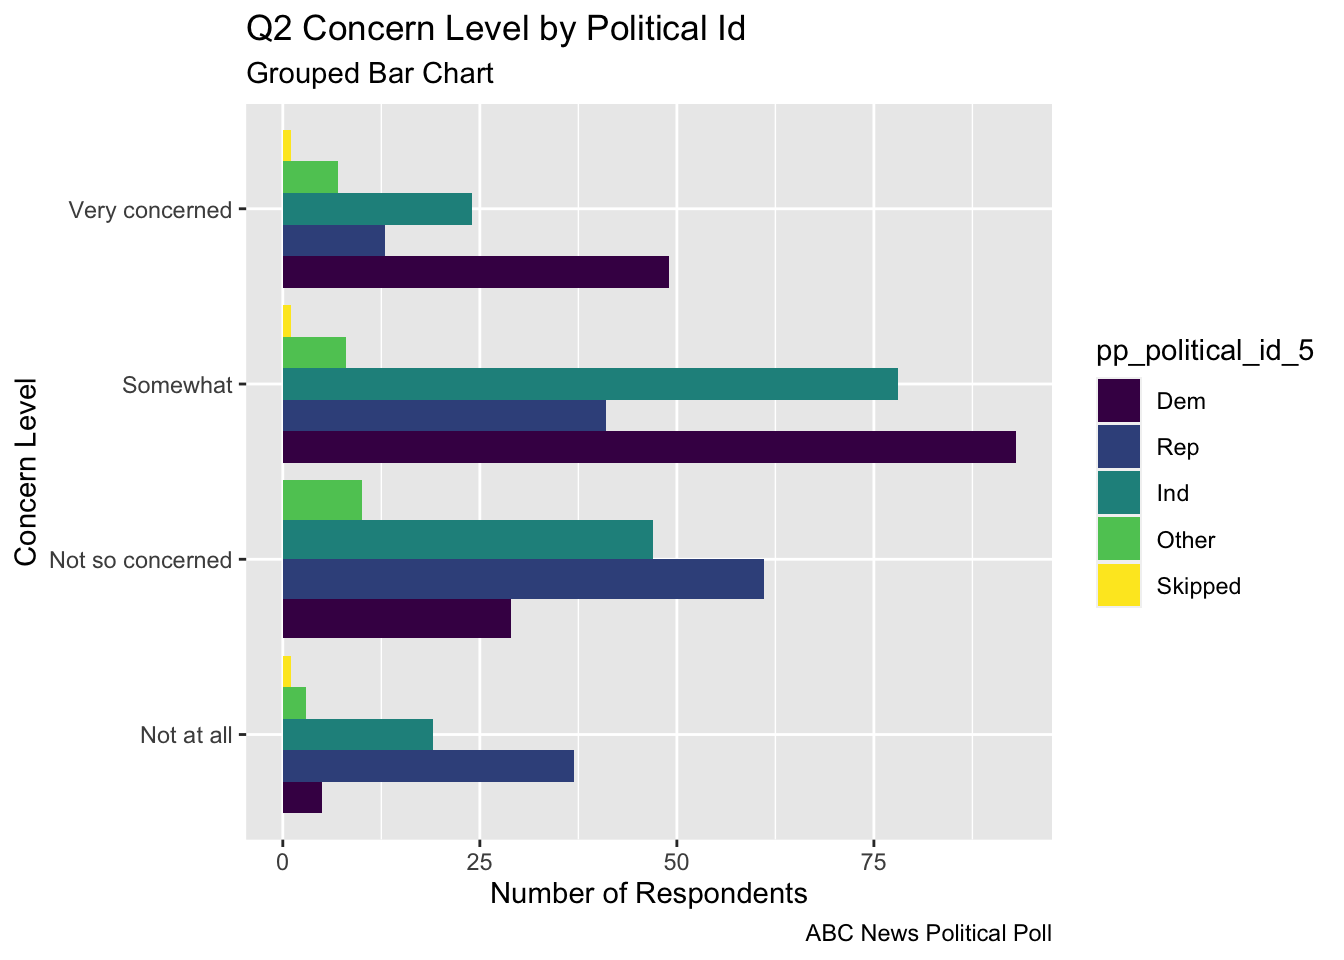 Q2 Concern Level by Political Id
Grouped Bar Chart
Concern Level
Very concerned
Somewhat
Not so concerned
Not at all
0 25 50 75
Number of Respondents
ABC News Political Poll
pp_political_id_5
Dem
Rep
Ind
Other
Skipped